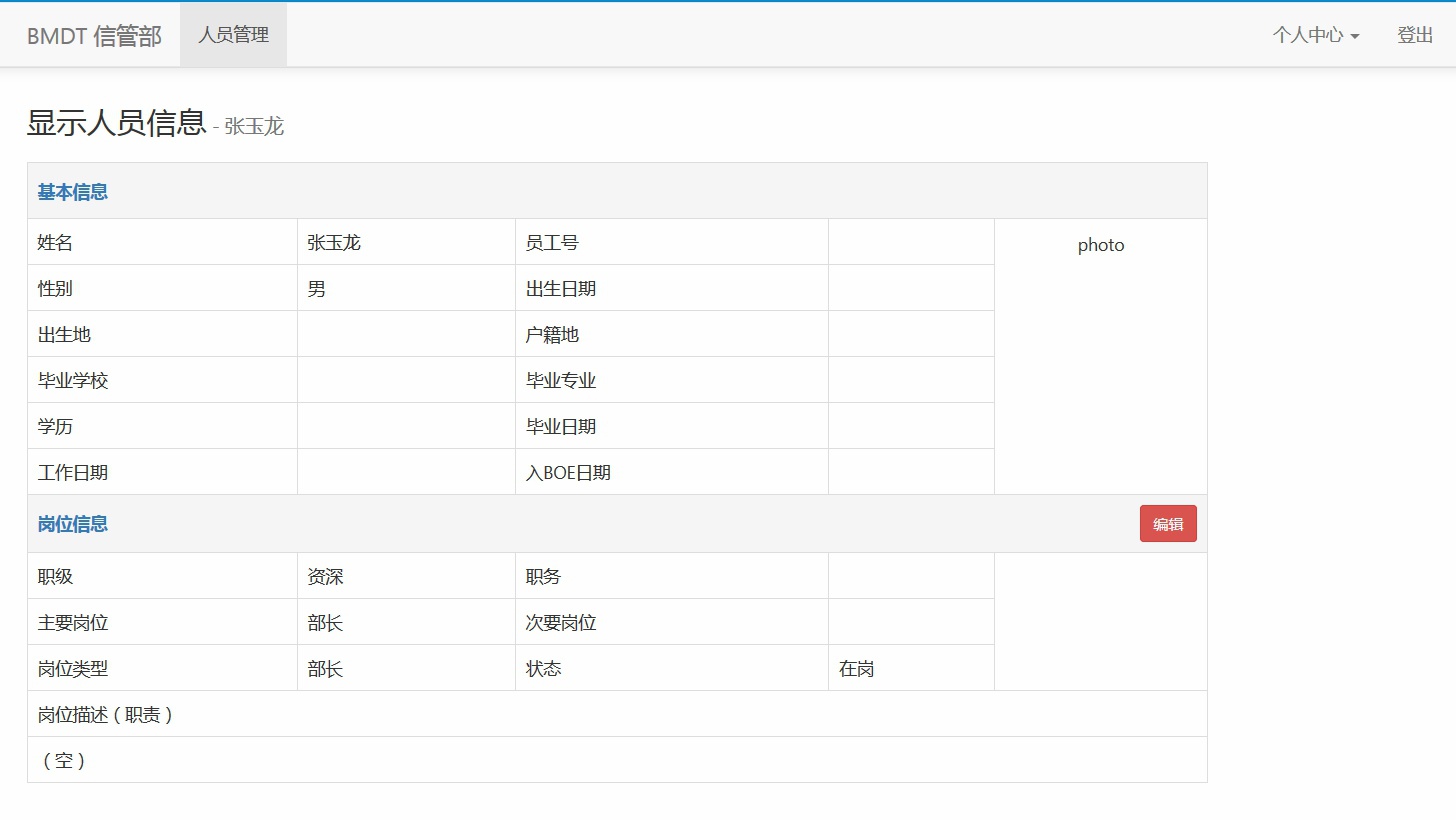 BMDT 信管部 人员管理 个人中心 登出
显示人员信息 - 张玉龙
基本信息
姓名 张玉龙 员工号 photo
性别 男 出生日期
出生地 户籍地
毕业学校 毕业专业
学历 毕业日期
工作日期 入BOE日期
岗位信息 编辑
职级 资深 职务
主要岗位 部长 次要岗位
岗位类型 部长 状态 在岗
岗位描述（职责）
（空）